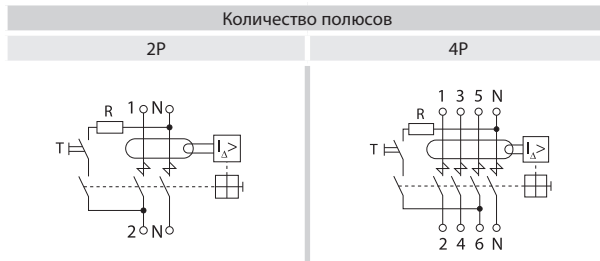 Количество полюсов
2P 4P
1 N
R
T
I△>
2 N
1 3 5 N
R
T
I△>
2 4 6 N